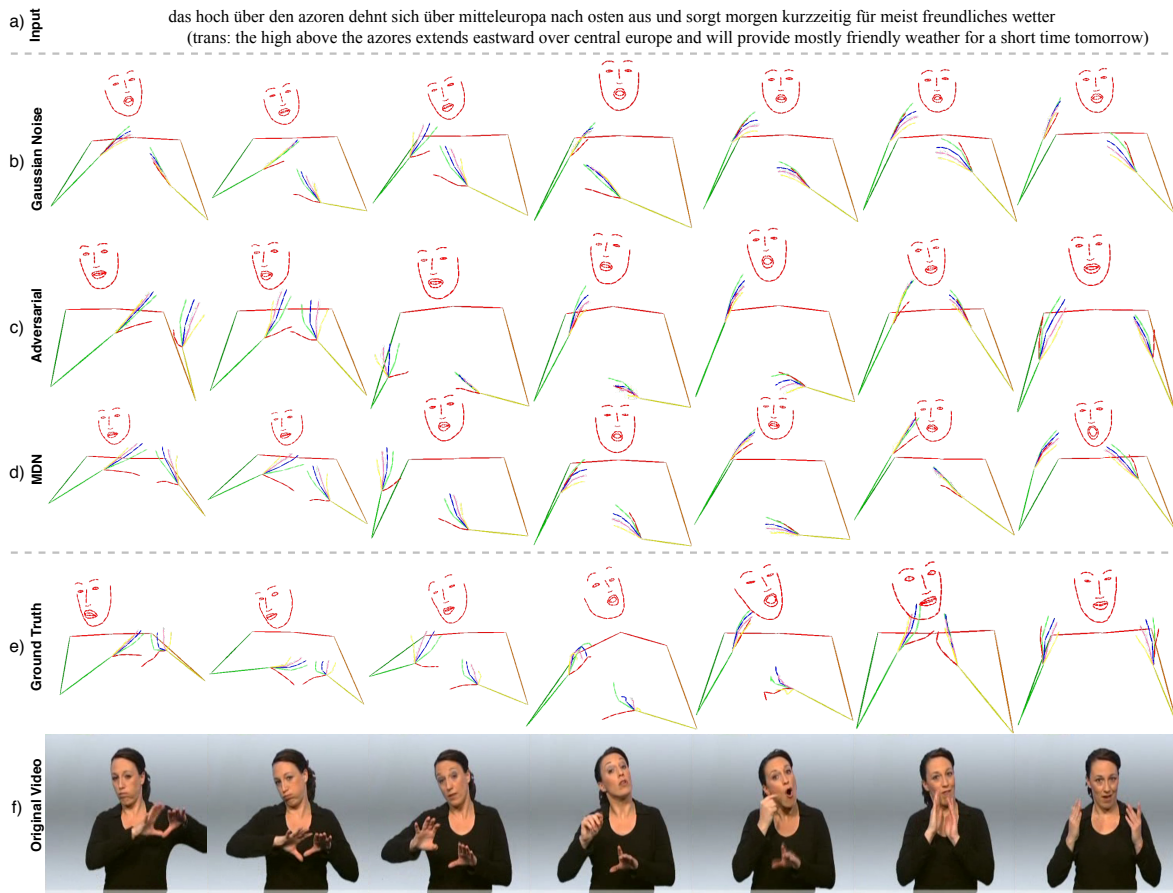 a)
Input
das hoch über den azoren dehnt sich über mitteleuropa nach osten aus und sorgt morgen kurzzeitig für meist freundliches wetter
(trans: the high above the azores extends eastward over central europe and will provide mostly friendly weather for a short time tomorrow)
b)
Gaussian Noise
c)
Adversarial
d)
MDN
e)
Ground Truth
f)
Original Video